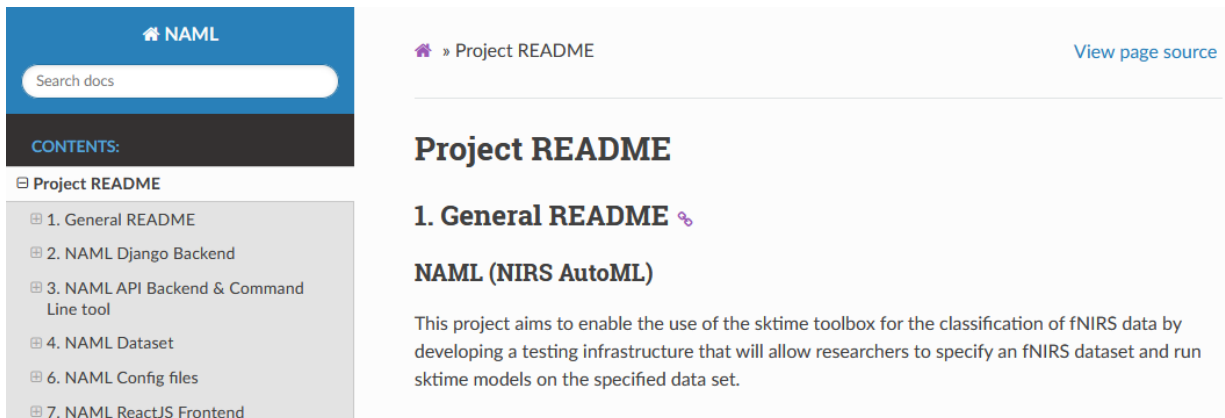 NAML
Search docs
CONTENTS:
Project README
1. General README
2. NAML Django Backend
3. NAML API Backend & Command
Line tool
4. NAML Dataset
6. NAML Config files
7. NAML ReactJS Frontend
» Project README
View page source
Project README
1. General README
NAML (NIRS AutoML)
This project aims to enable the use of the sktime toolbox for the classification of fNIRS data by
developing a testing infrastructure that will allow researchers to specify an fNIRS dataset and run
sktime models on the specified data set.